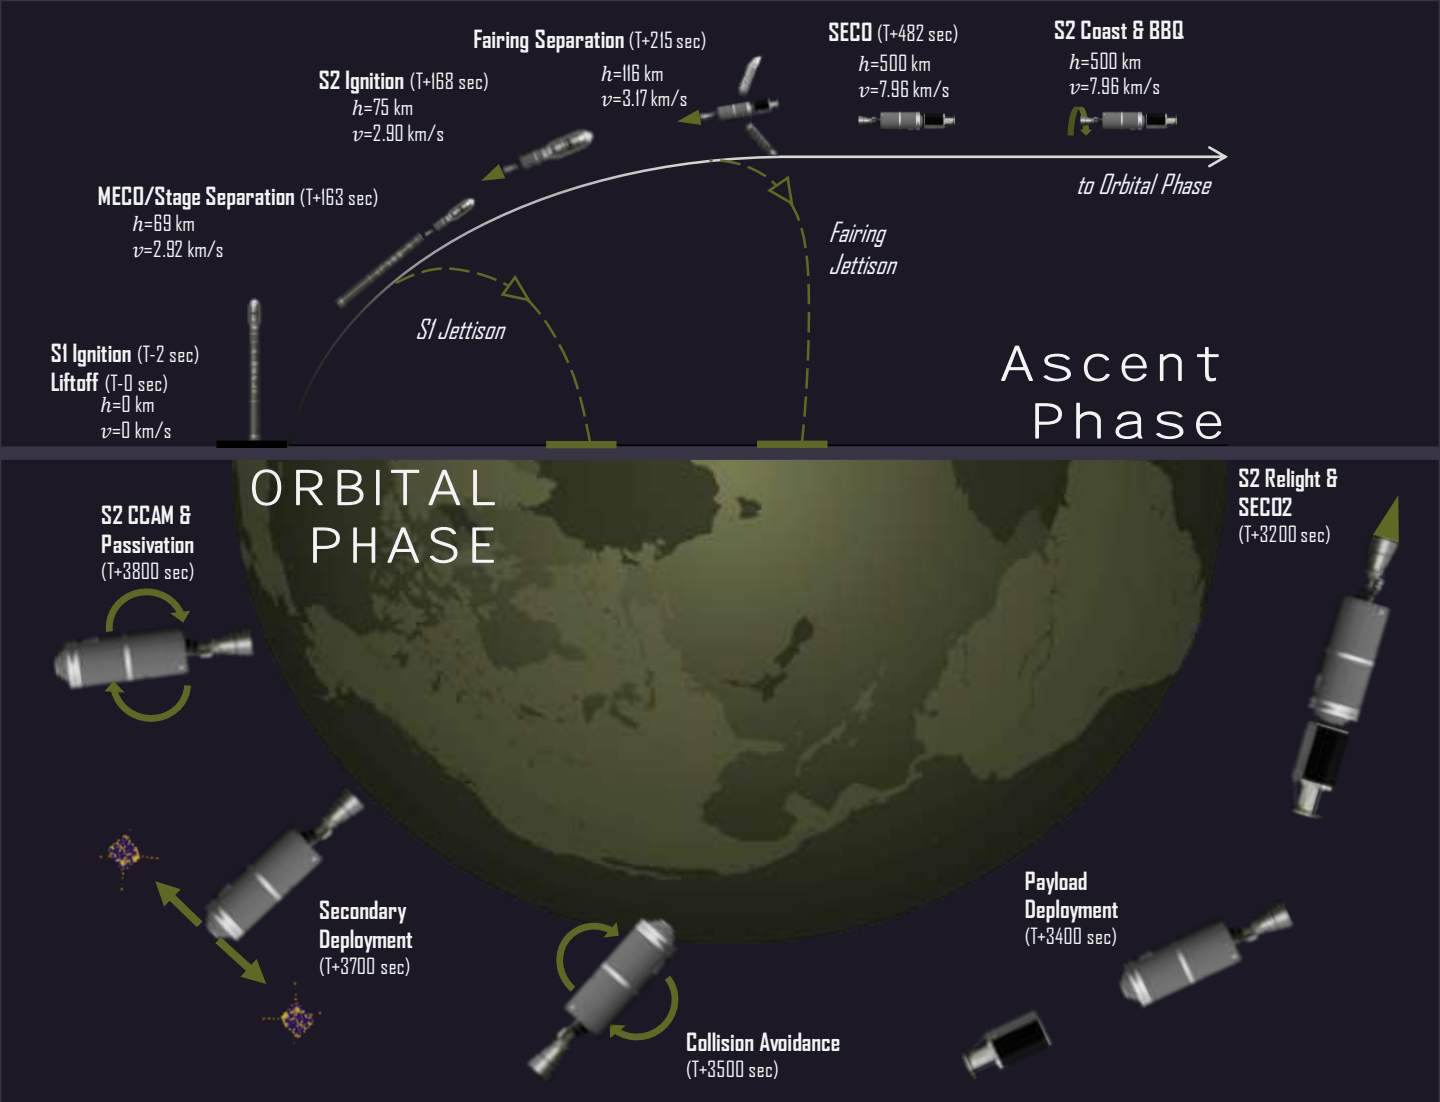 Fairing Separation (T+215 sec)
h=116 km
v=3.17 km/s
SECO (T+482 sec)
h=500 km
v=7.96 km/s
S2 Coast & BBQ
h=500 km
v=7.96 km/s
S2 Ignition (T+168 sec)
h=75 km
v=2.90 km/s
MECO/Stage Separation (T+163 sec)
h=69 km
v=2.92 km/s
to Orbital Phase
Fairing
Jettison
S1 Jettison
S1 Ignition (T-2 sec)
Liftoff (T-0 sec)
h=0 km
v=0 km/s
Ascent
Phase
ORBITAL
PHASE
S2 Relight &
SECO2
(T+3200 sec)
S2 CCAM &
Passivation
(T+3800 sec)
Payload
Deployment
(T+3400 sec)
Secondary
Deployment
(T+3700 sec)
Collision Avoidance
(T+3500 sec)